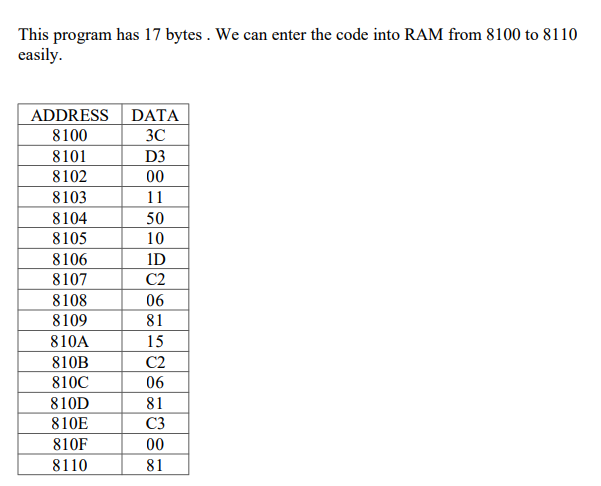 This program has 17 bytes . We can enter the code into RAM from 8100 to 8110
easily.
ADDRESS DATA
8100 3C
8101 D3
8102 00
8103 11
8104 50
8105 10
8106 1D
8107 C2
8108 06
8109 81
810A 15
810B C2
810C 06
810D 81
810E C3
810F 00
8110 81